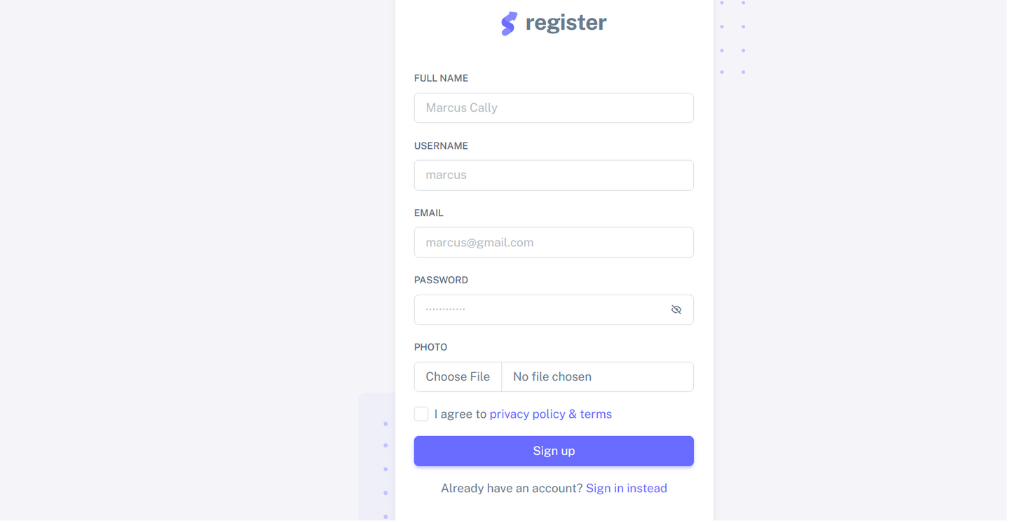 register
FULL NAME
Marcus Cally
USERNAME
marcus
EMAIL
marcus@gmail.com
PASSWORD
············
PHOTO
Choose File No file chosen
I agree to privacy policy & terms
Sign up
Already have an account? Sign in instead